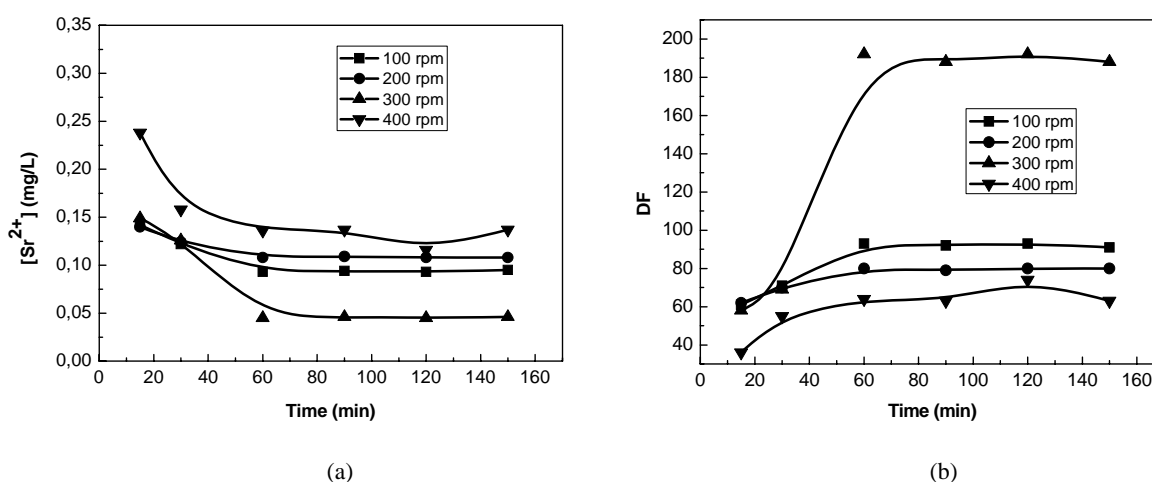 0,35
0,30
0,25
0,20
0,15
0,10
0,05
0,00
[Sr2+] (mg/L)
100 rpm
200 rpm
300 rpm
400 rpm
0 20 40 60 80 100 120 140 160
Time (min)
(a)
200
180
160
140
120
100
80
60
40
DF
100 rpm
200 rpm
300 rpm
400 rpm
0 20 40 60 80 100 120 140 160
Time (min)
(b)